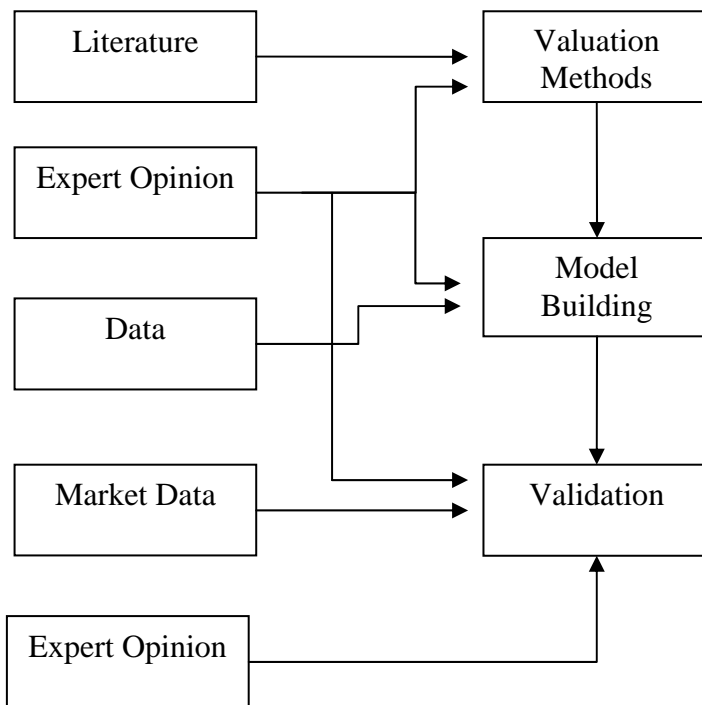 Literature
Valuation
Methods
Expert Opinion
Model
Building
Data
Market Data
Validation
Expert Opinion